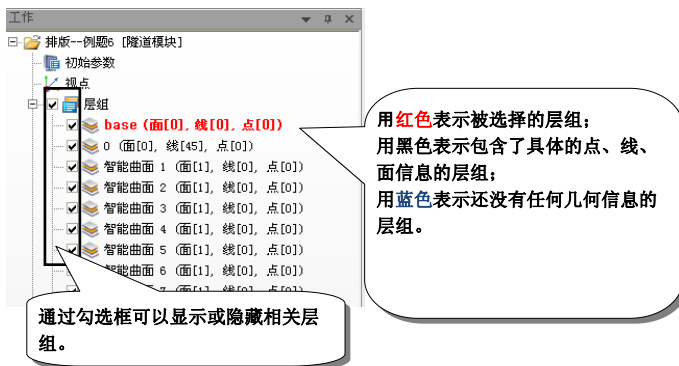 工作
排版--例题6 [隧道模块]
初始参数
视点
层组
base (面[0], 线[0], 点[0])
0 (面[0], 线[45], 点[0])
智能曲面 1 (面[1], 线[0], 点[0])
智能曲面 2 (面[1], 线[0], 点[0])
智能曲面 3 (面[1], 线[0], 点[0])
智能曲面 4 (面[1], 线[0], 点[0])
智能曲面 5 (面[1], 线[0], 点[0])
智能曲面 6 (面[1], 线[0], 点[0])
用红色表示被选择的层组；
用黑色表示包含了具体的点、线、
面信息的层组；
用蓝色表示还没有任何几何信息的
层组。
通过勾选框可以显示或隐藏相关层
组。